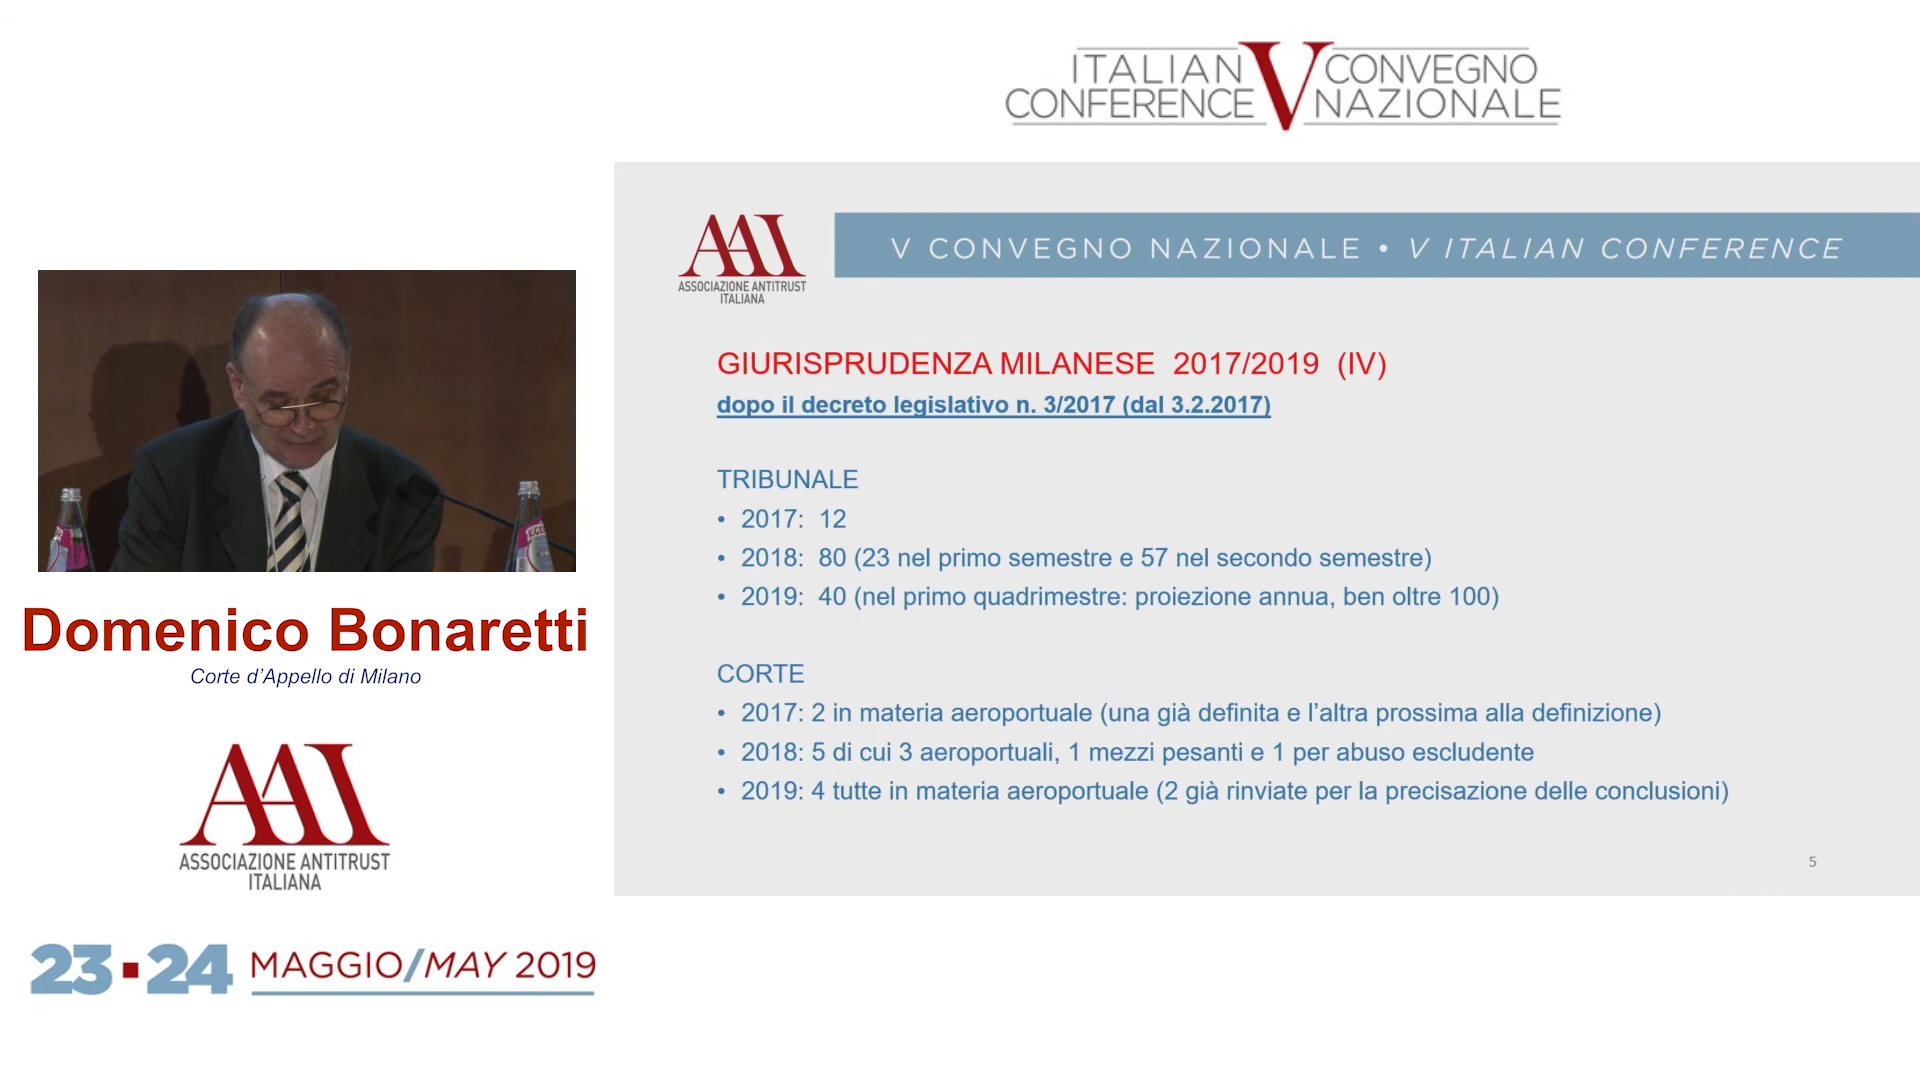 ITALIAN V CONVEGNO
CONFERENCE NAZIONALE
AAI
ASSOCIAZIONE ANTITRUST
ITALIANA
V CONVEGNO NAZIONALE • V ITALIAN CONFERENCE
GIURISPRUDENZA MILANESE 2017/2019 (IV)
dopo il decreto legislativo n. 3/2017 (dal 3.2.2017)
TRIBUNALE
• 2017: 12
• 2018: 80 (23 nel primo semestre e 57 nel secondo semestre)
• 2019: 40 (nel primo quadrimestre: proiezione annua, ben oltre 100)
CORTE
• 2017: 2 in materia aeroportuale (una già definita e l’altra prossima alla definizione)
• 2018: 5 di cui 3 aeroportuali, 1 mezzi pesanti e 1 per abuso escludente
• 2019: 4 tutte in materia aeroportuale (2 già rinviate per la precisazione delle conclusioni)
5
Domenico Bonaretti
Corte d’Appello di Milano
AAI
ASSOCIAZIONE ANTITRUST
ITALIANA
23▪24 MAGGIO/MAY 2019